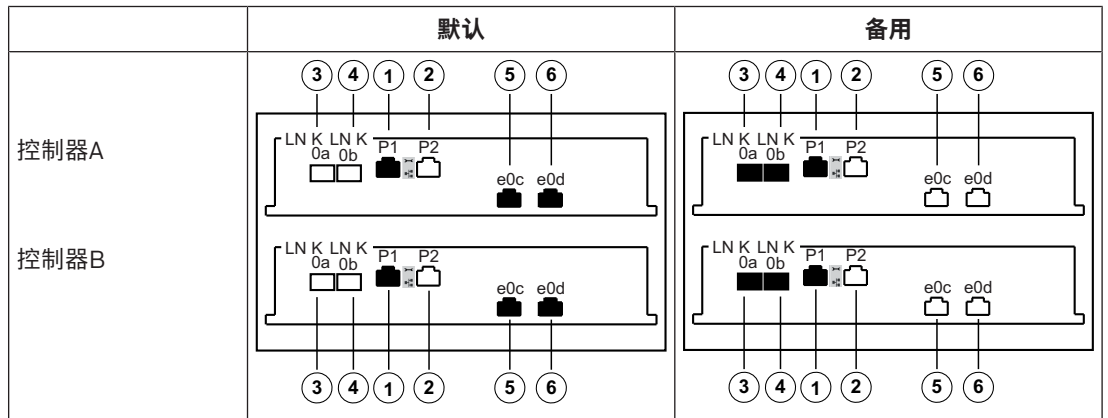 默认 备用
控制器A
3 4 1 2 5 6 3 4 1 2 5 6
LN K LN K P1 P2 LN K LN K P1 P2
0a 0b 0a 0b
e0c e0d e0c e0d
控制器B
LN K LN K P1 P2 LN K LN K P1 P2
0a 0b 0a 0b
e0c e0d e0c e0d
3 4 1 2 5 6 3 4 1 2 5 6